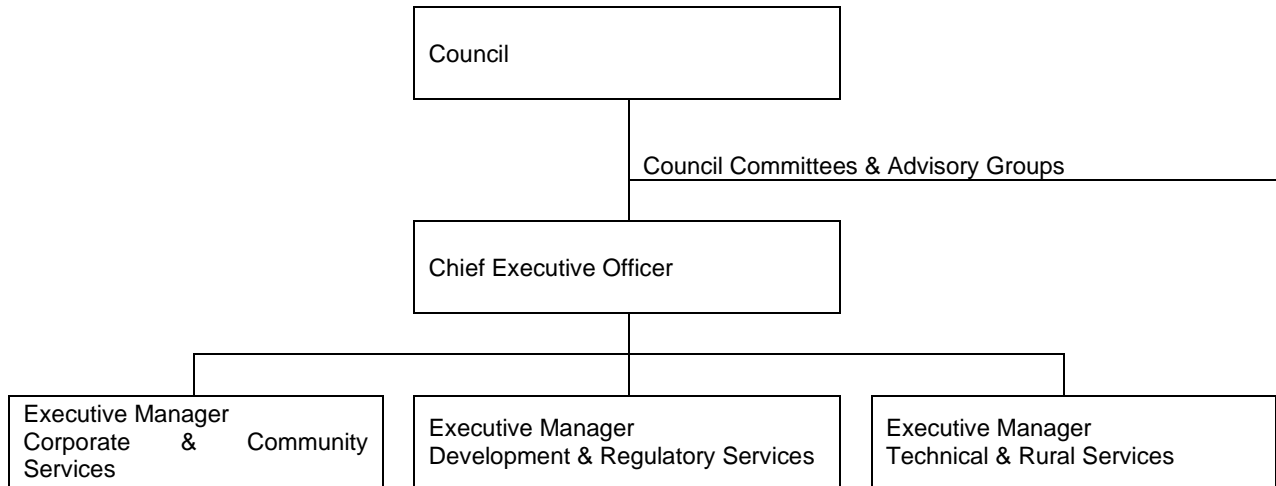 Council
Council Committees & Advisory Groups
Chief Executive Officer
Executive Manager
Corporate & Community
Services
Executive Manager
Development & Regulatory Services
Executive Manager
Technical & Rural Services